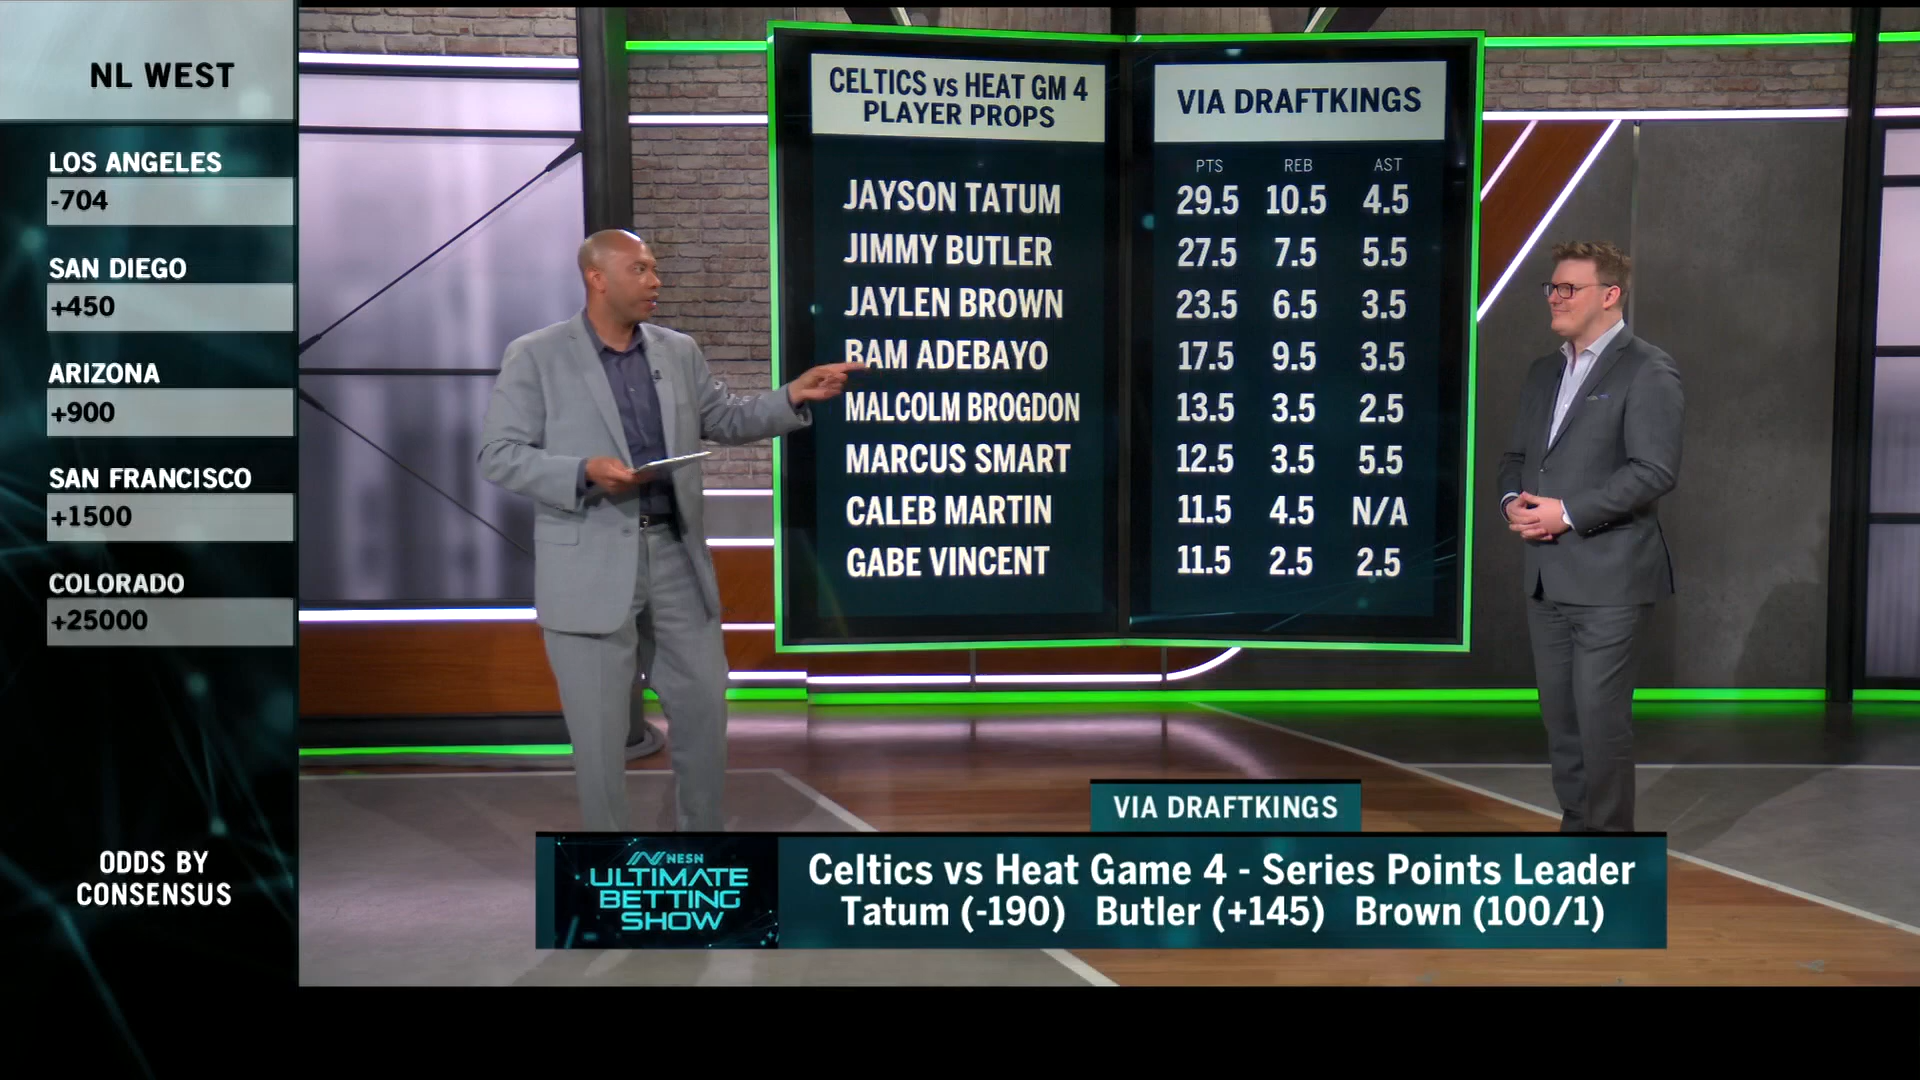 NL WEST
LOS ANGELES
-704
SAN DIEGO
+450
ARIZONA
+900
SAN FRANCISCO
+1500
COLORADO
+25000
ODDS BY
CONSENSUS
CELTICS vs HEAT GM 4
PLAYER PROPS
VIA DRAFTKINGS
PTS REB AST
JAYSON TATUM 29.5 10.5 4.5
JIMMY BUTLER 27.5 7.5 5.5
JAYLEN BROWN 23.5 6.5 3.5
BAM ADEBAYO 17.5 9.5 3.5
MALCOLM BROGDON 13.5 3.5 2.5
MARCUS SMART 12.5 3.5 5.5
CALEB MARTIN 11.5 4.5 N/A
GABE VINCENT 11.5 2.5 2.5
VIA DRAFTKINGS
NESN
ULTIMATE
BETTING
SHOW
Celtics vs Heat Game 4 - Series Points Leader
Tatum (-190) Butler (+145) Brown (100/1)